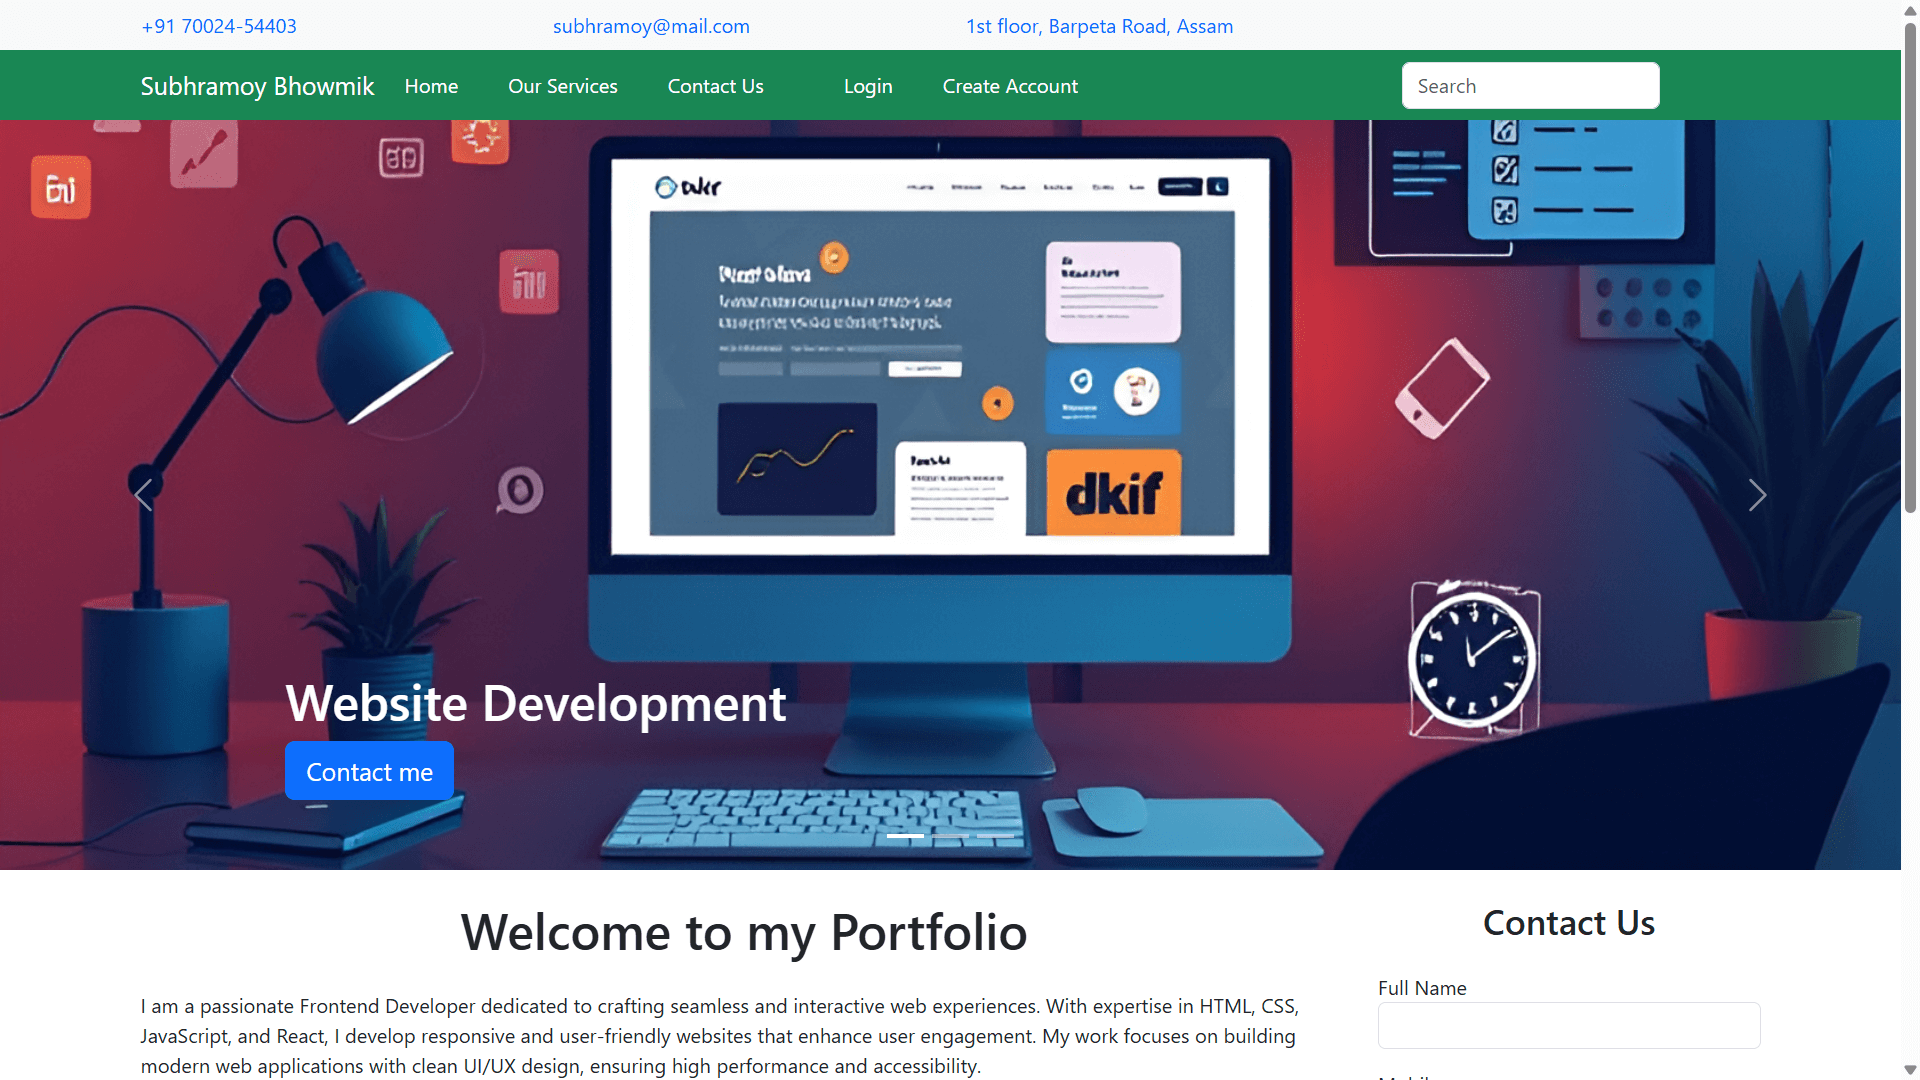 +91 70024-54403
subhramoy@mail.com
1st floor, Barpeta Road, Assam
Subhramoy Bhowmik
Home
Our Services
Contact Us
Login
Create Account
Search
dkif
Website Development
Contact me
Welcome to my Portfolio
I am a passionate Frontend Developer dedicated to crafting seamless and interactive web experiences. With expertise in HTML, CSS,
JavaScript, and React, I develop responsive and user-friendly websites that enhance user engagement. My work focuses on building
modern web applications with clean UI/UX design, ensuring high performance and accessibility.
Contact Us
Full Name